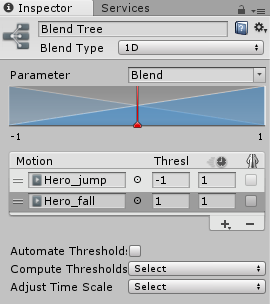 Inspector Services
Blend Tree
Blend Type 1D
Parameter Blend
-1 1
Motion Thresl
Hero_jump -1 1
Hero_fall 1 1
Automate Threshold:
Compute Thresholds Select
Adjust Time Scale Select